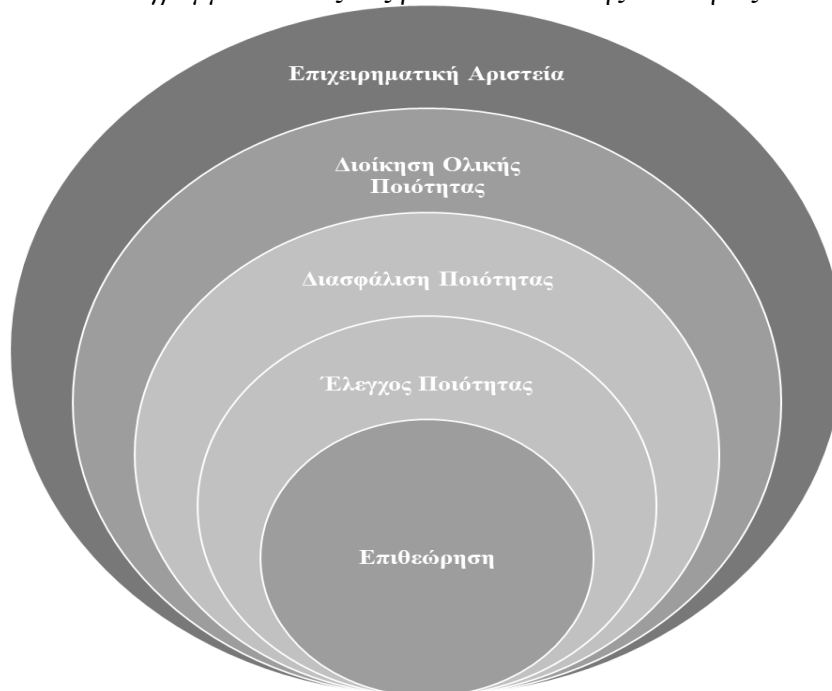 Επιχειρηματική Αριστεία
Διοίκηση Ολικής
Ποιότητας
Διασφάλιση Ποιότητας
Έλεγχος Ποιότητας
Επιθεώρηση